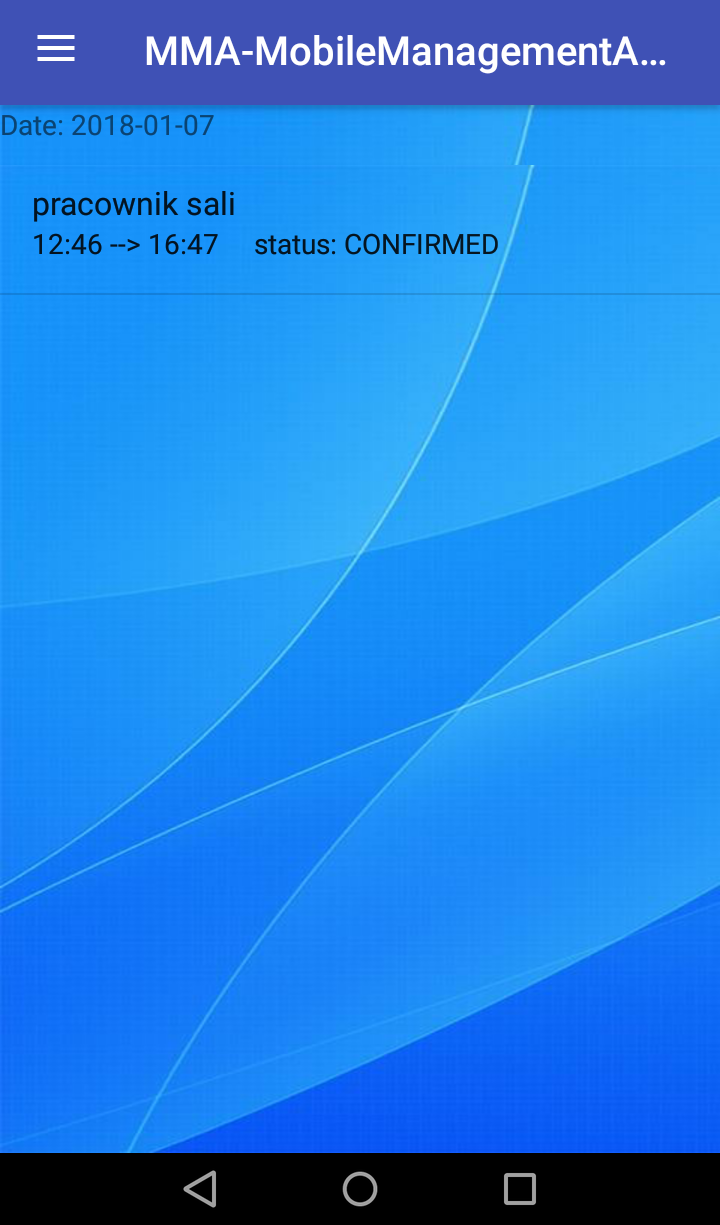 MMA-MobileManagementA...
Date: 2018-01-07
pracownik sali
12:46 --> 16:47 status: CONFIRMED